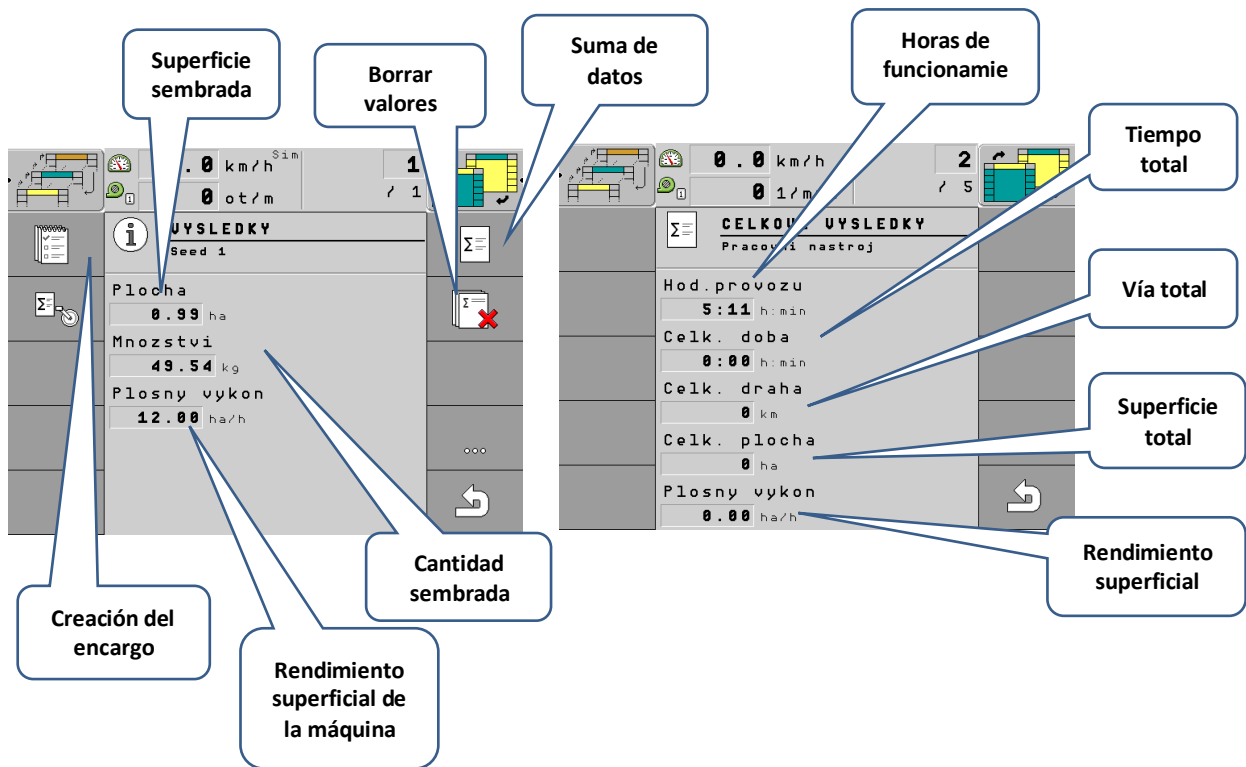 Superficie
sembrada
Borrar
valores
Suma de
datos
Horas de
funcionamie
Tiempo
total
Vía total
Superficie
total
Rendimiento
superficial
Cantidad
sembrada
Creación del
encargo
Rendimiento
superficial de
la máquina
.0 km/h Sim
1
0 ot/m
/ 1
VYSLEDKY
Seed 1
Plocha
0.99 ha
Mnozstvi
49.54 kg
Plosny vykon
12.00 ha/h
0.0 km/h
2
0 1/m
/ 5
CELKOV VYSLEDKY
Pracovni nastroj
Hod.provozu
5:11 h:min
Celk. doba
0:00 h:min
Celk. draha
0 km
Celk. plocha
0 ha
Plosny vykon
0.00 ha/h